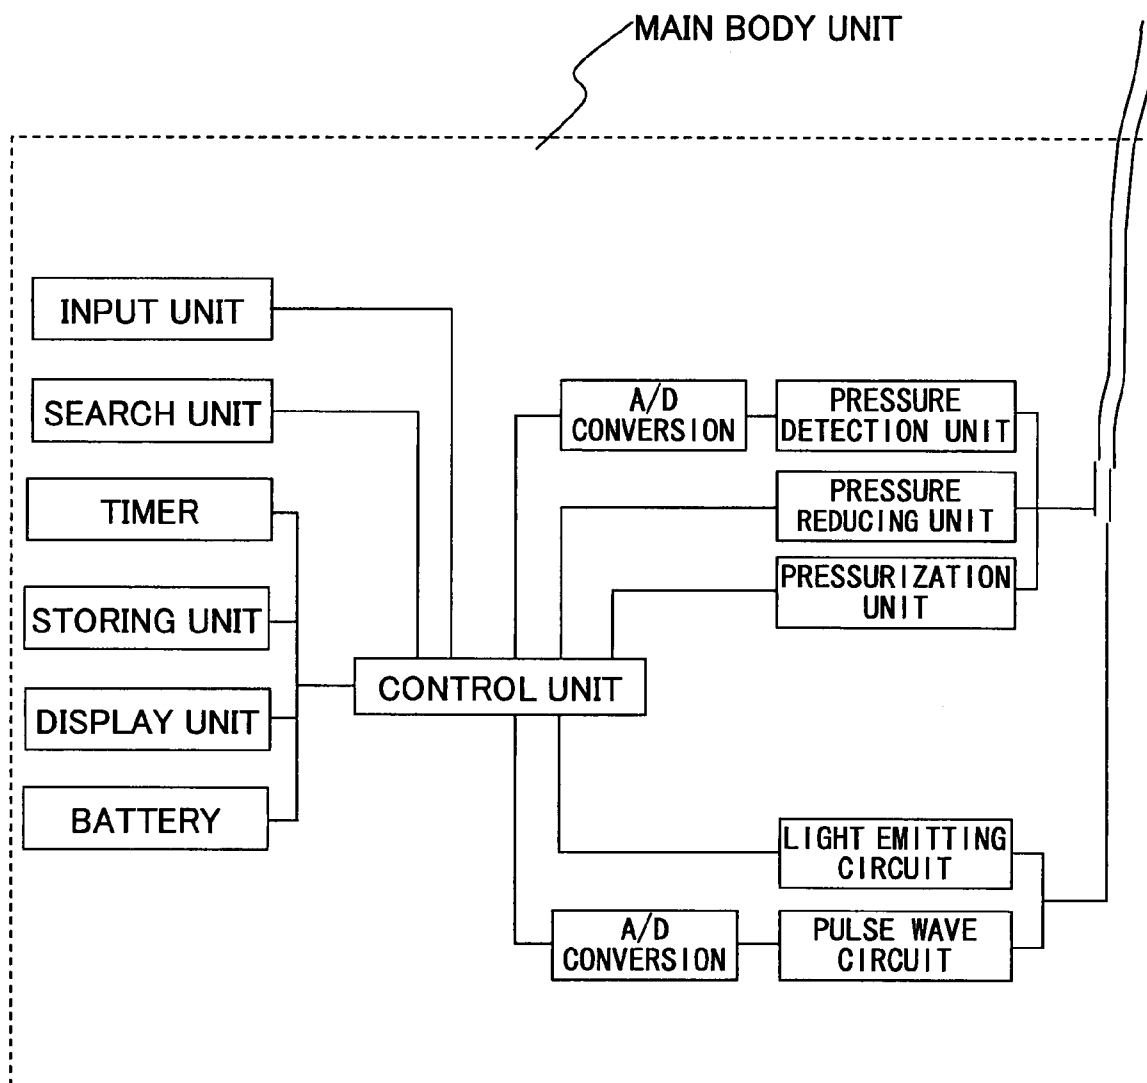 MAIN BODY UNIT
INPUT UNIT
SEARCH UNIT
TIMER
STORING UNIT
DISPLAY UNIT
BATTERY
CONTROL UNIT
A/D
CONVERSION
PRESSURE
DETECTION UNIT
PRESSURE
REDUCING UNIT
PRESSURIZATION
UNIT
LIGHT EMITTING
CIRCUIT
A/D
CONVERSION
PULSE WAVE
CIRCUIT